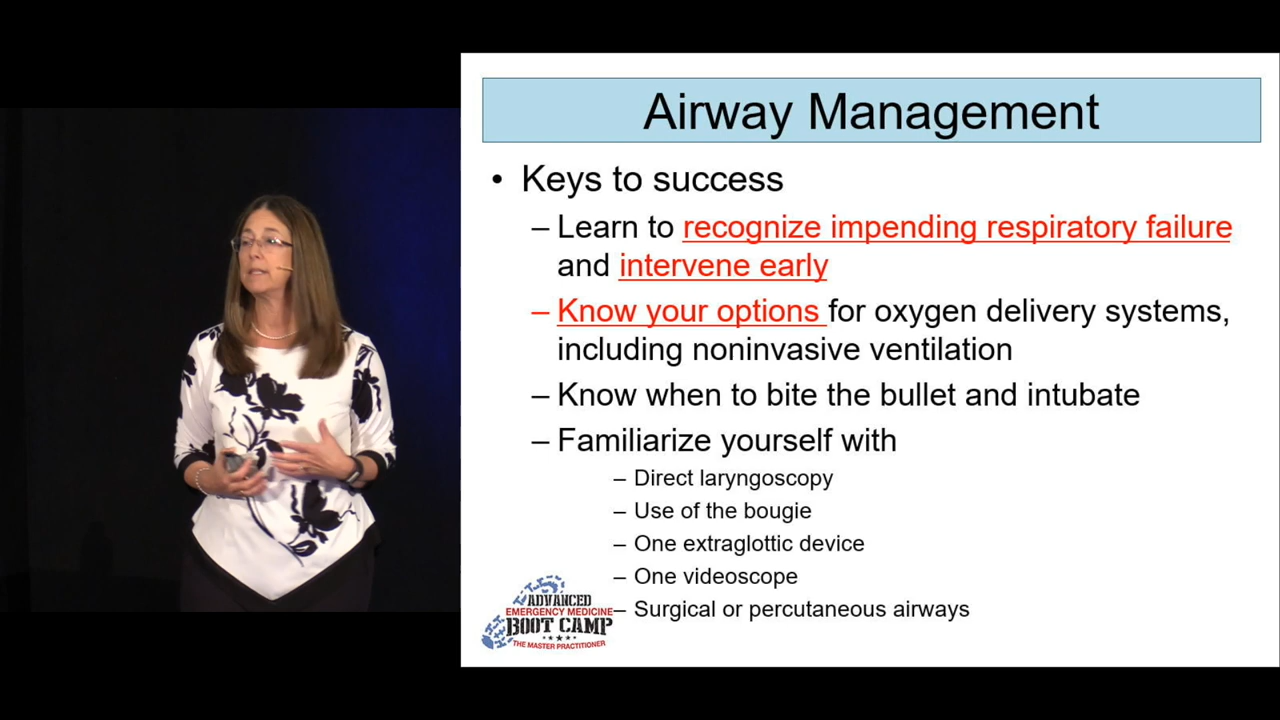 Airway Management
• Keys to success
– Learn to recognize impending respiratory failure
and intervene early
– Know your options for oxygen delivery systems,
including noninvasive ventilation
– Know when to bite the bullet and intubate
– Familiarize yourself with
– Direct laryngoscopy
– Use of the bougie
– One extraglottic device
– One videoscope
– Surgical or percutaneous airways
ADVANCED
EMERGENCY MEDICINE
BOOT CAMP
THE MASTER PRACTITIONER